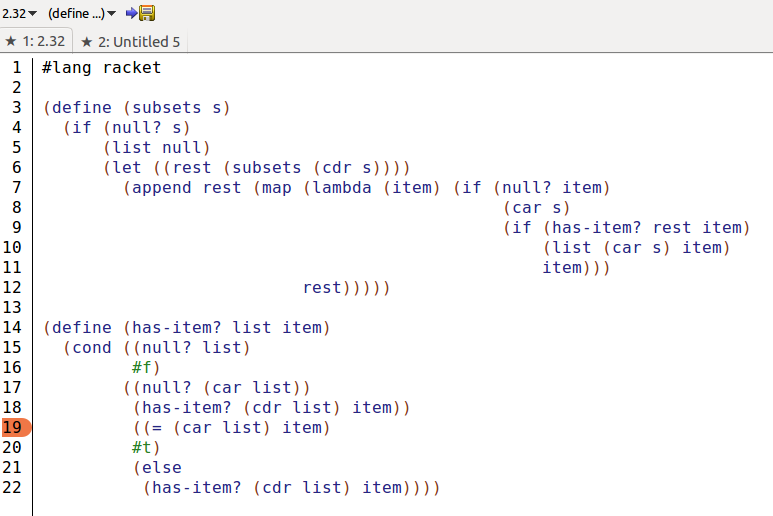 2.32 (define ...)
1: 2.32 2: Untitled 5
1 #lang racket
2
3 (define (subsets s)
4   (if (null? s)
5       (list null)
6       (let ((rest (subsets (cdr s))))
7         (append rest (map (lambda (item) (if (null? item)
8                                               (car s)
9                                               (if (has-item? rest item)
10                                                  (list (car s) item)
11                                                  item)))
12                          rest)))))
13
14 (define (has-item? list item)
15   (cond ((null? list)
16          #f)
17         ((null? (car list))
18          (has-item? (cdr list) item))
19          ((= (car list) item)
20          #t)
21          (else
22           (has-item? (cdr list) item))))